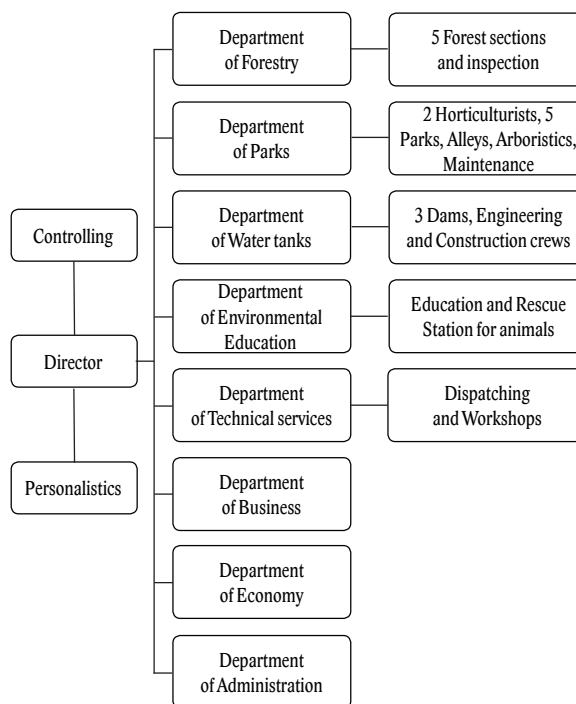 Controlling
Director
Personalistics
Department
of Forestry
5 Forest sections
and inspection
Department
of Parks
2 Horticulturists, 5
Parks, Alleys, Arboristics,
Maintenance
Department
of Water tanks
3 Dams, Engineering
and Construction crews
Department
of Environmental
Education
Education and Rescue
Station for animals
Department
of Technical services
Dispatching
and Workshops
Department
of Business
Department
of Economy
Department
of Administration